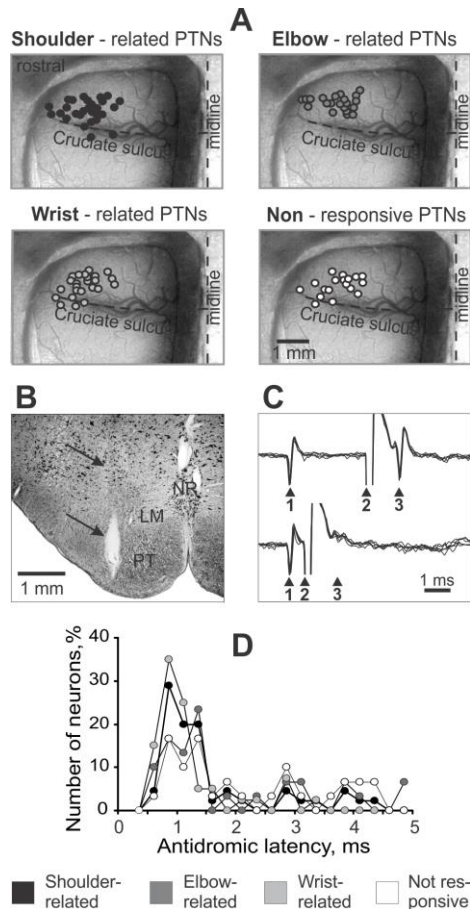 A
Shoulder - related PTNs
rostral
Cruciate sulcus
midline
Elbow - related PTNs
Cruciate sulcus
midline
Wrist - related PTNs
Cruciate sulcus
midline
Non - responsive PTNs
Cruciate sulcus
midline
1 mm
B
NR
LM
PT
1 mm
C
1 2 3
1 2 3
1 ms
D
Number of neurons, %
40
30
20
10
0
0 1 2 3 4 5
Antidromic latency, ms
Shoulder-
related
Elbow-
related
Wrist-
related
Not res-
ponsive